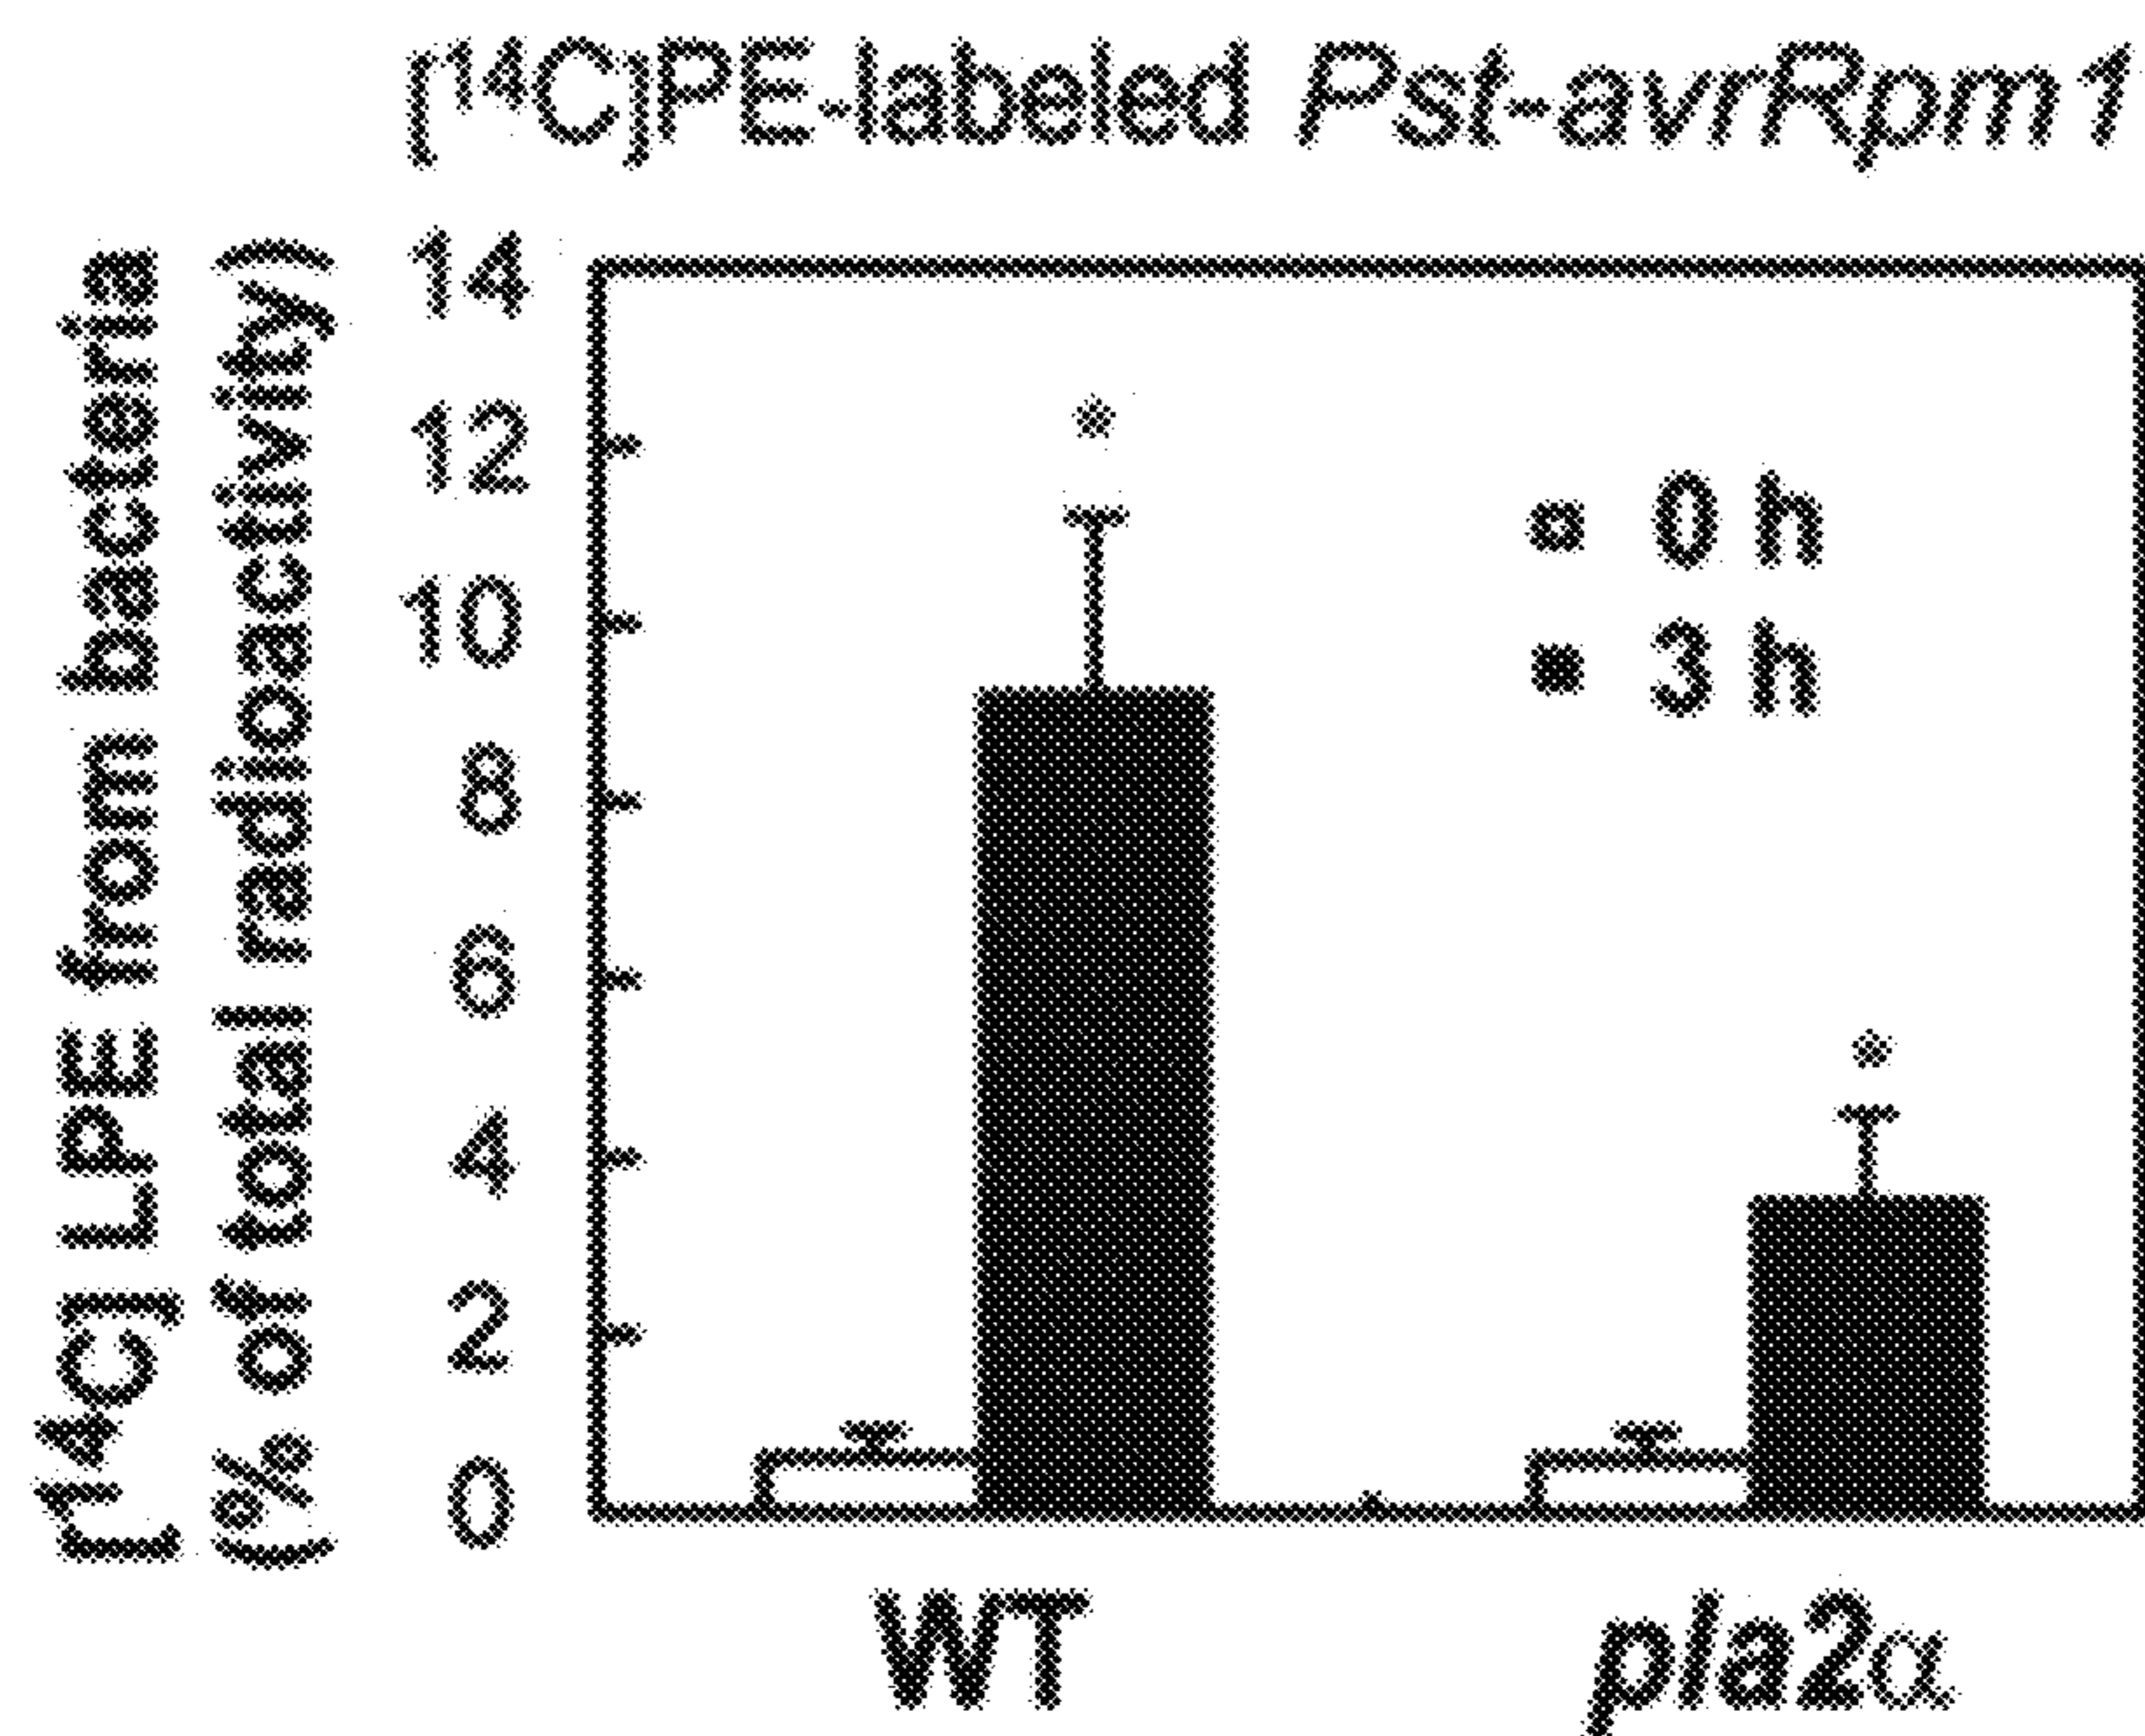 [¹⁴C]PE-labeled Pst-avrRpm1
[¹⁴C] LPE from bacteria
(% of total radioactivity)
14
12
10
8
6
4
2
0
*
*
0 h
3 h
WT
pla2α